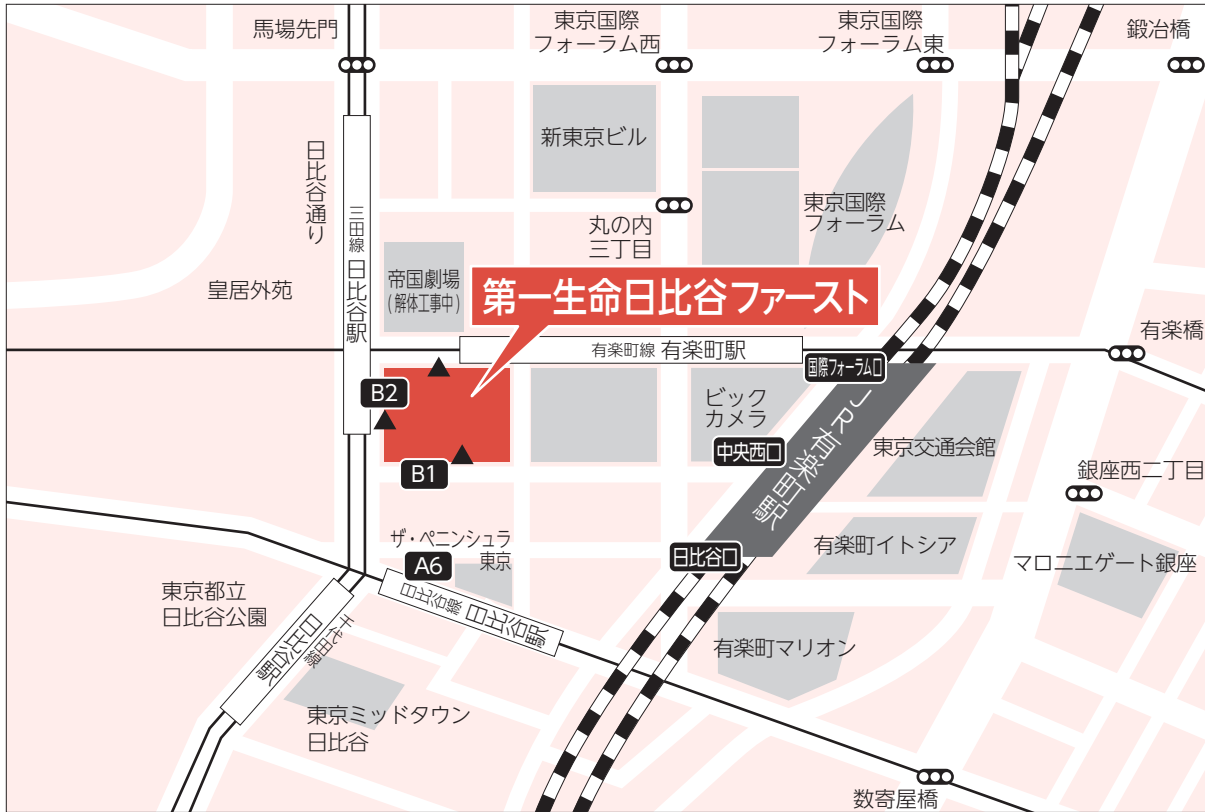 馬場先門
東京国際
フォーラム西
東京国際
フォーラム東
鍛冶橋
新東京ビル
日比谷通り
三田線 日比谷駅
丸の内
三丁目
東京国際
フォーラム
皇居外苑
帝国劇場
(解体工事中)
第一生命日比谷ファースト
有楽町線 有楽町駅
有楽橋
国際フォーラム口
B2
ビック
カメラ
JR有楽町駅
中央西口
東京交通会館
B1
銀座西二丁目
ザ・ペニンシュラ
東京
A6
日比谷口
有楽町イトシア
マロニエゲート銀座
東京都立
日比谷公園
日比谷線 日比谷駅
千代田線
日比谷駅
有楽町マリオン
東京ミッドタウン
日比谷
数寄屋橋